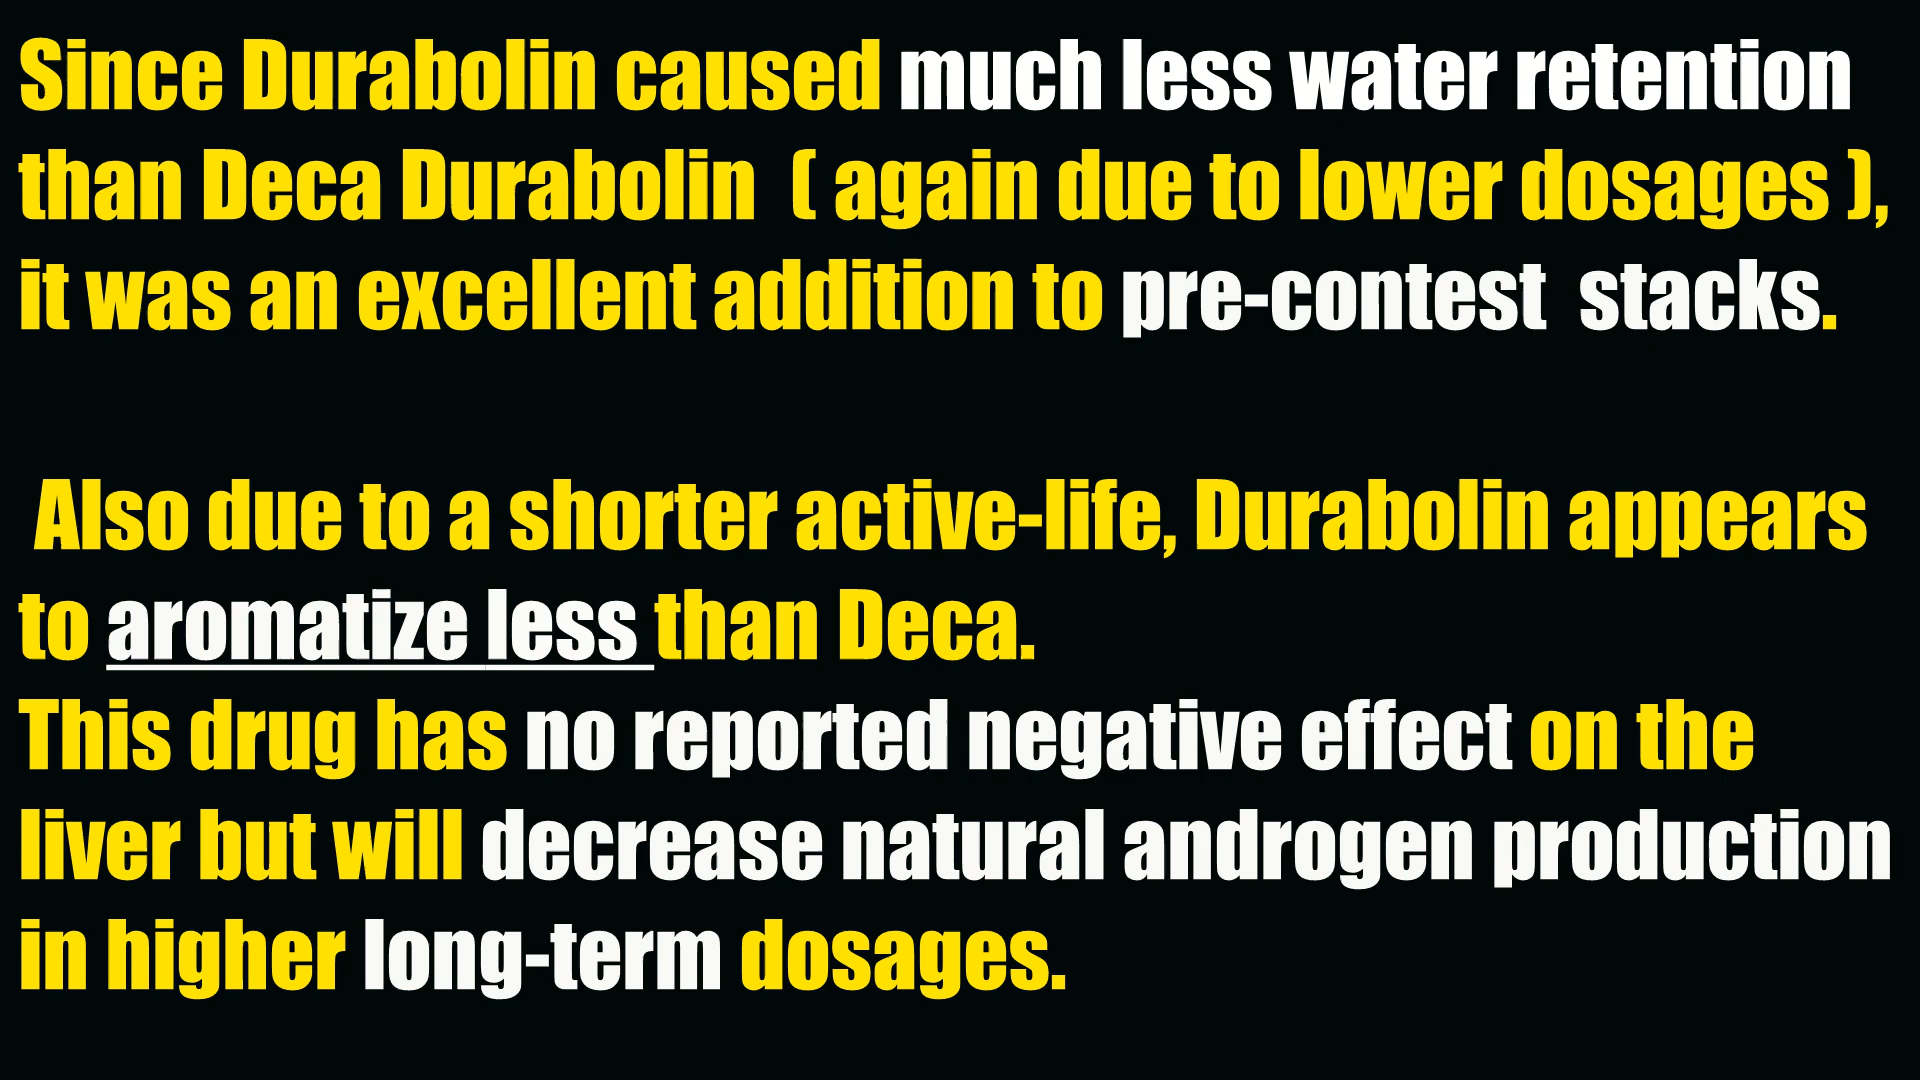 Since Durabolin caused much less water retention
than Deca Durabolin  ( again due to lower dosages ),
it was an excellent addition to pre-contest  stacks.
Also due to a shorter active-life, Durabolin appears
to aromatize less than Deca.
This drug has no reported negative effect on the
liver but will decrease natural androgen production
in higher long-term dosages.